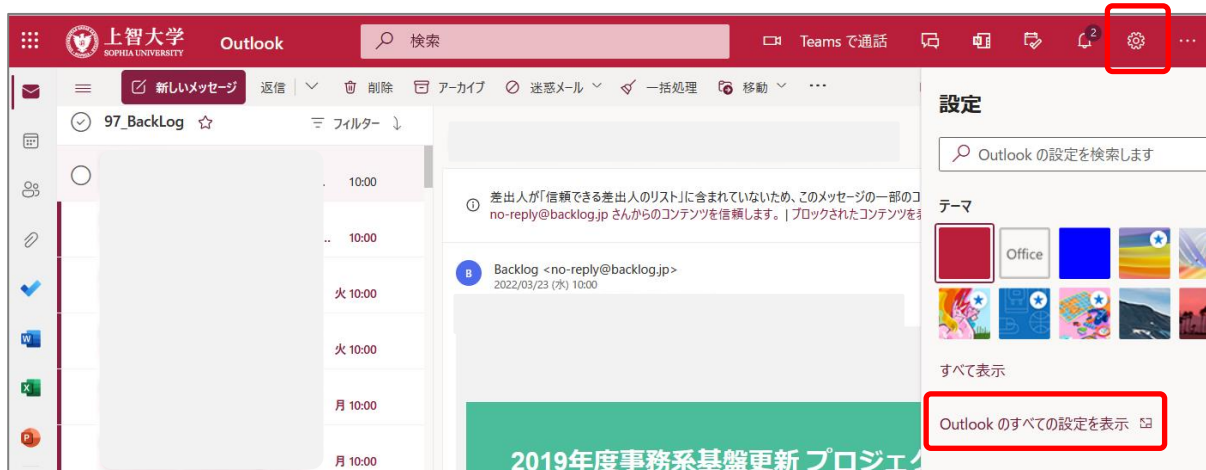 上智大学
SOPHIA UNIVERSITY
Outlook
検索
Teams で通話
2
新しいメッセージ 返信 削除 アーカイブ 迷惑メール 一括処理 移動
設定
97_BackLog
フィルター
Outlook の設定を検索します
10:00
差出人が「信頼できる差出人のリスト」に含まれていないため、このメッセージの一部のコ
no-reply@backlog.jp さんからのコンテンツを信頼します。 | ブロックされたコンテンツを表
テーマ
10:00
Office
B
Backlog <no-reply@backlog.jp>
2022/03/23 (水) 10:00
火 10:00
火 10:00
すべて表示
月 10:00
Outlook のすべての設定を表示
月 10:00
2019年度事務系基盤更新 プロジェク